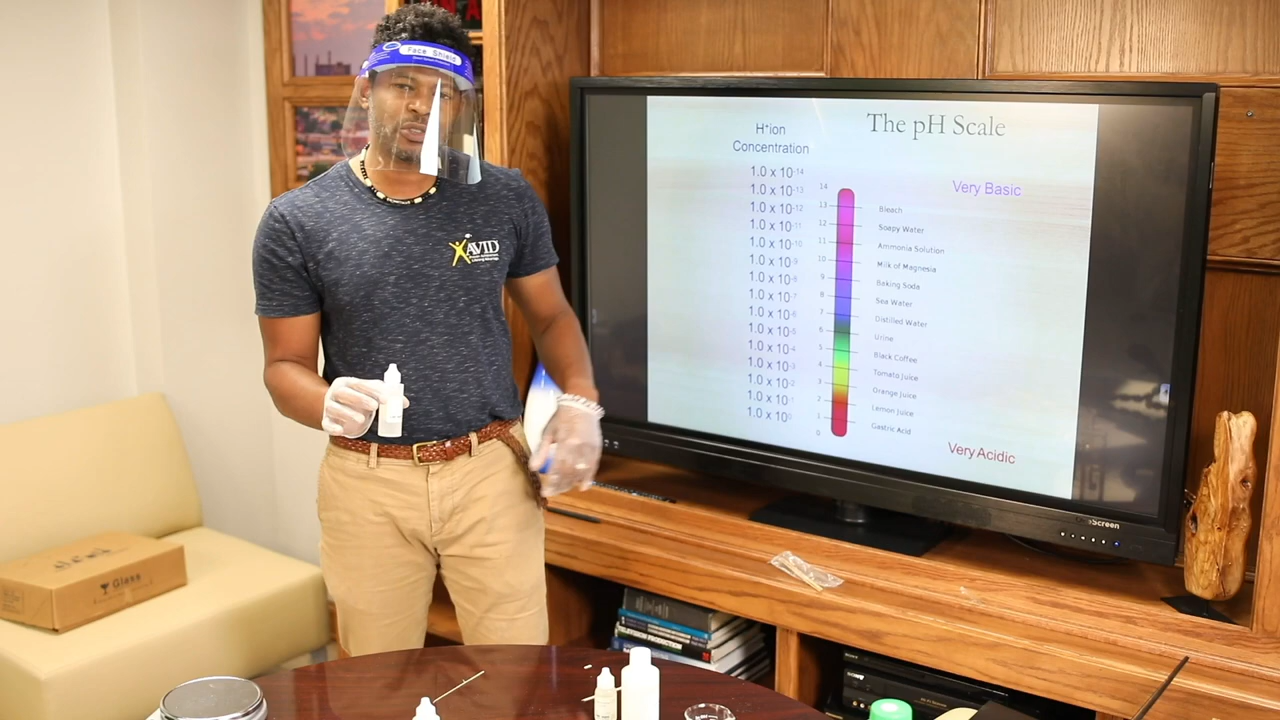 Face Shield
AVID
Glass
The pH Scale
H+ion
Concentration
1.0 x 10-14
1.0 x 10-13
1.0 x 10-12
1.0 x 10-11
1.0 x 10-10
1.0 x 10-9
1.0 x 10-8
1.0 x 10-7
1.0 x 10-6
1.0 x 10-5
1.0 x 10-4
1.0 x 10-3
1.0 x 10-2
1.0 x 10-1
1.0 x 10
14
13
12
11
10
9
8
7
6
5
4
3
2
1
0
Very Basic
Bleach
Soapy Water
Ammonia Solution
Milk of Magnesia
Baking Soda
Sea Water
Distilled Water
Urine
Black Coffee
Tomato Juice
Orange Juice
Lemon Juice
Gastric Acid
Very Acidic
Screen
TELEVISION PRODUCTION
SONY